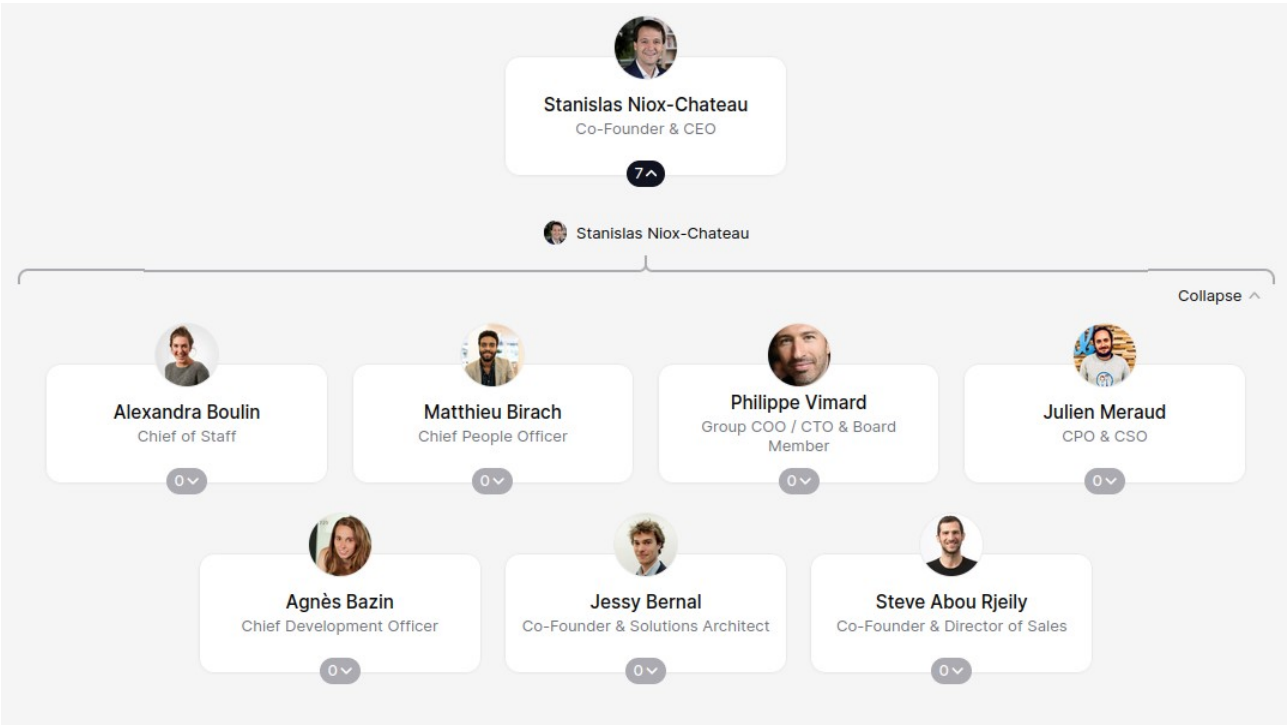 Stanislas Niox-Chateau
Co-Founder & CEO
7
Stanislas Niox-Chateau
Collapse
Alexandra Boulin
Chief of Staff
0
Matthieu Birach
Chief People Officer
0
Philippe Vimard
Group COO / CTO & Board
Member
0
Julien Meraud
CPO & CSO
0
Agnès Bazin
Chief Development Officer
0
Jessy Bernal
Co-Founder & Solutions Architect
0
Steve Abou Rjeily
Co-Founder & Director of Sales
0